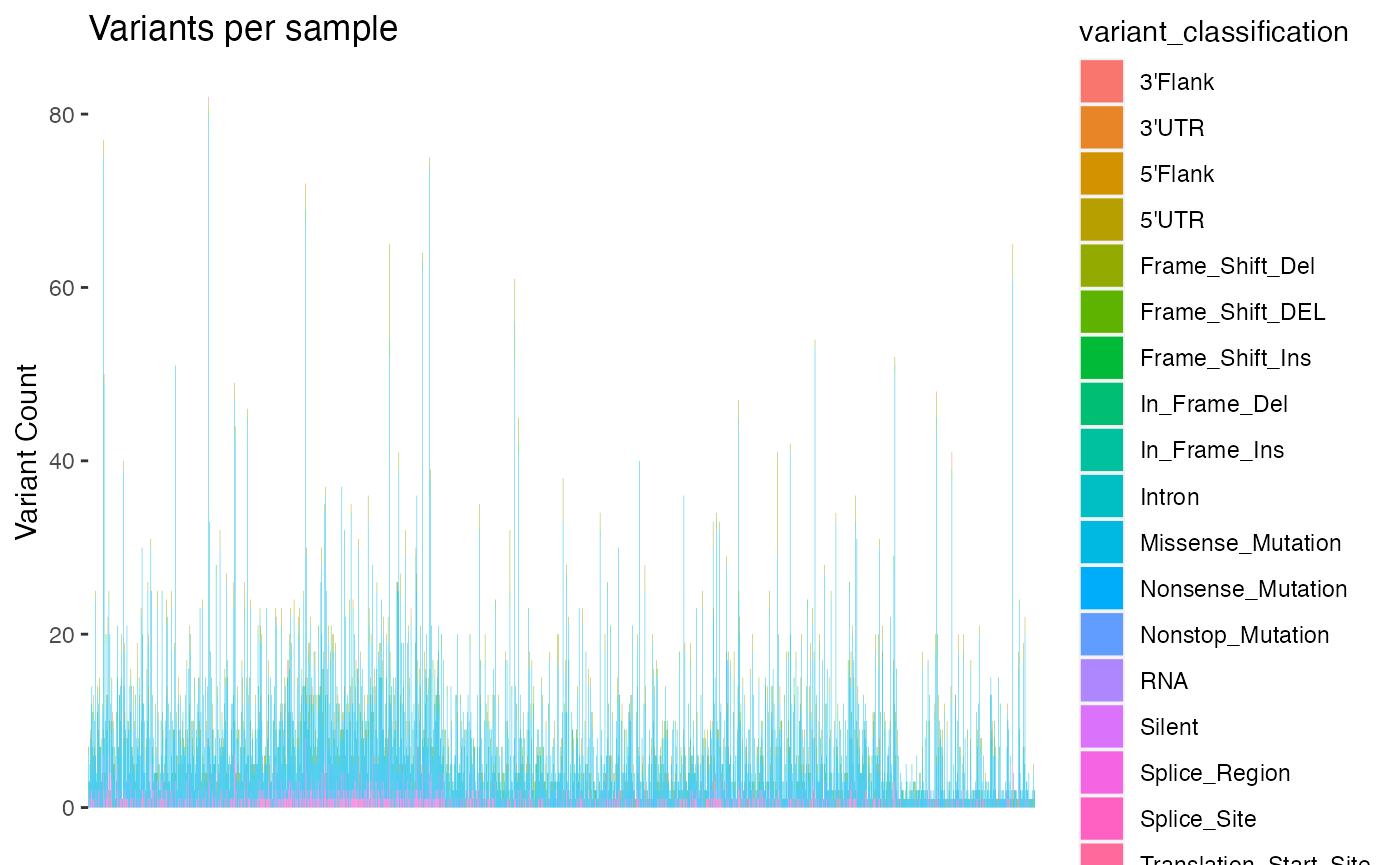 Variants per sample
Variant Count
80
60
40
20
0
variant_classification
3'Flank
3'UTR
5'Flank
5'UTR
Frame_Shift_Del
Frame_Shift_DEL
Frame_Shift_Ins
In_Frame_Del
In_Frame_Ins
Intron
Missense_Mutation
Nonsense_Mutation
Nonstop_Mutation
RNA
Silent
Splice_Region
Splice_Site
Translation_Start_Site